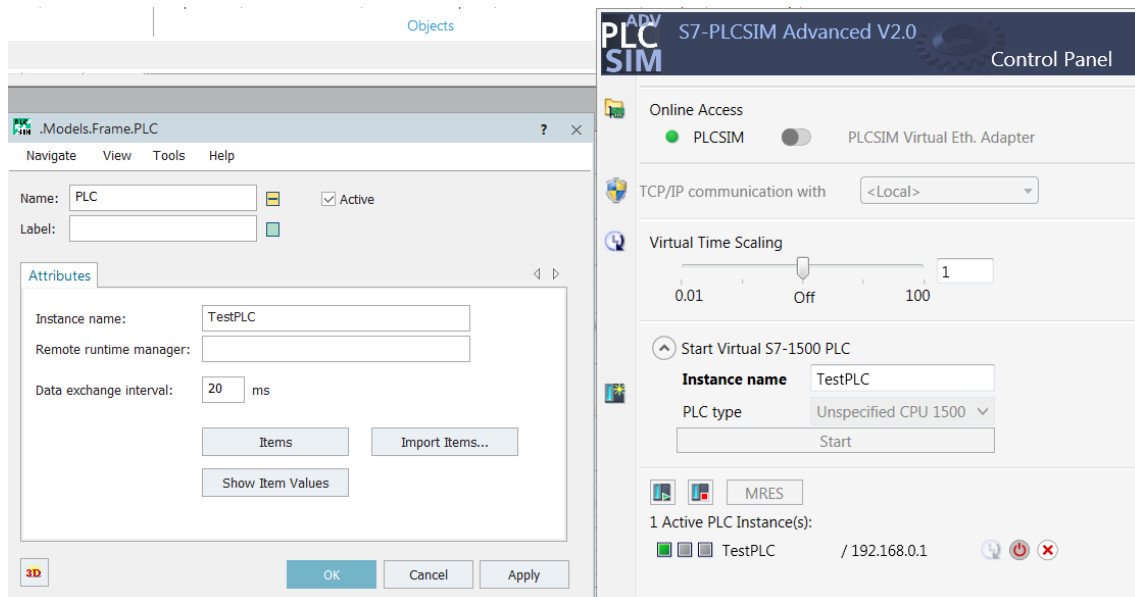 Objects
.Models.Frame.PLC
?
Navigate View Tools Help
Name: PLC
Active
Label:
Attributes
Instance name: TestPLC
Remote runtime manager:
Data exchange interval: 20 ms
Items Import Items...
Show Item Values
3D OK Cancel Apply
PLC ADV
SIM
S7-PLCSIM Advanced V2.0
Control Panel
Online Access
PLCSIM PLCSIM Virtual Eth. Adapter
TCP/IP communication with <Local>
Virtual Time Scaling
1
0.01 Off 100
Start Virtual S7-1500 PLC
Instance name TestPLC
PLC type Unspecified CPU 1500
Start
MRES
1 Active PLC Instance(s):
TestPLC / 192.168.0.1